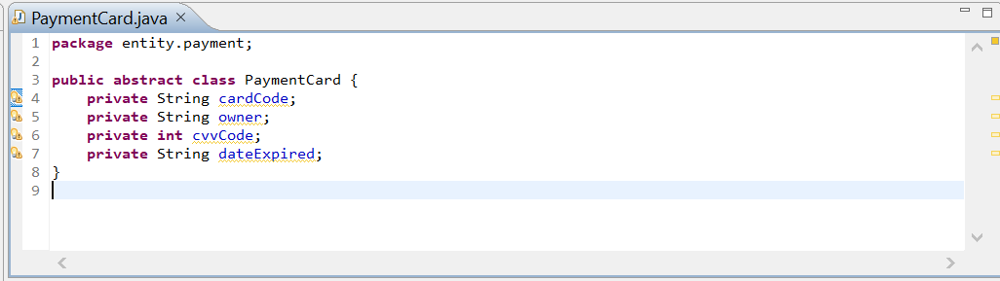 PaymentCard.java
1 package entity.payment;
2
3 public abstract class PaymentCard {
4     private String cardCode;
5     private String owner;
6     private int cvvCode;
7     private String dateExpired;
8 }
9